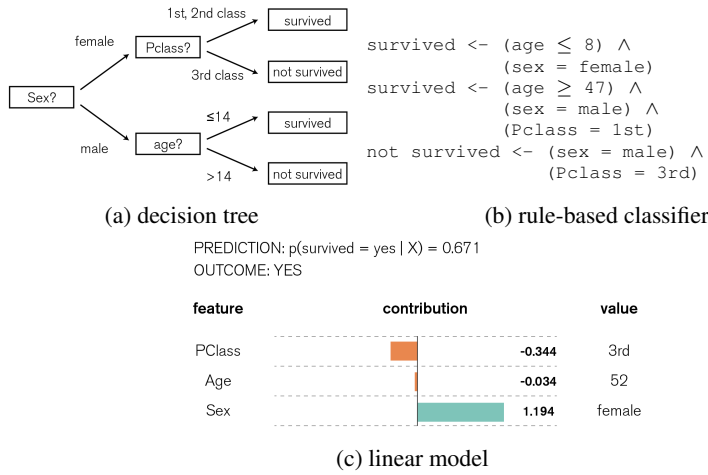 1st, 2nd class
survived
female
Pclass?
3rd class
not survived
Sex?
≤14
survived
male
age?
>14
not survived
(a) decision tree
survived <- (age ≤ 8) ∧
(sex = female)
survived <- (age ≥ 47) ∧
(sex = male) ∧
(Pclass = 1st)
not survived <- (sex = male) ∧
(Pclass = 3rd)
(b) rule-based classifier
PREDICTION: p(survived = yes | X) = 0.671
OUTCOME: YES
feature contribution value
PClass -0.344 3rd
Age -0.034 52
Sex 1.194 female
(c) linear model